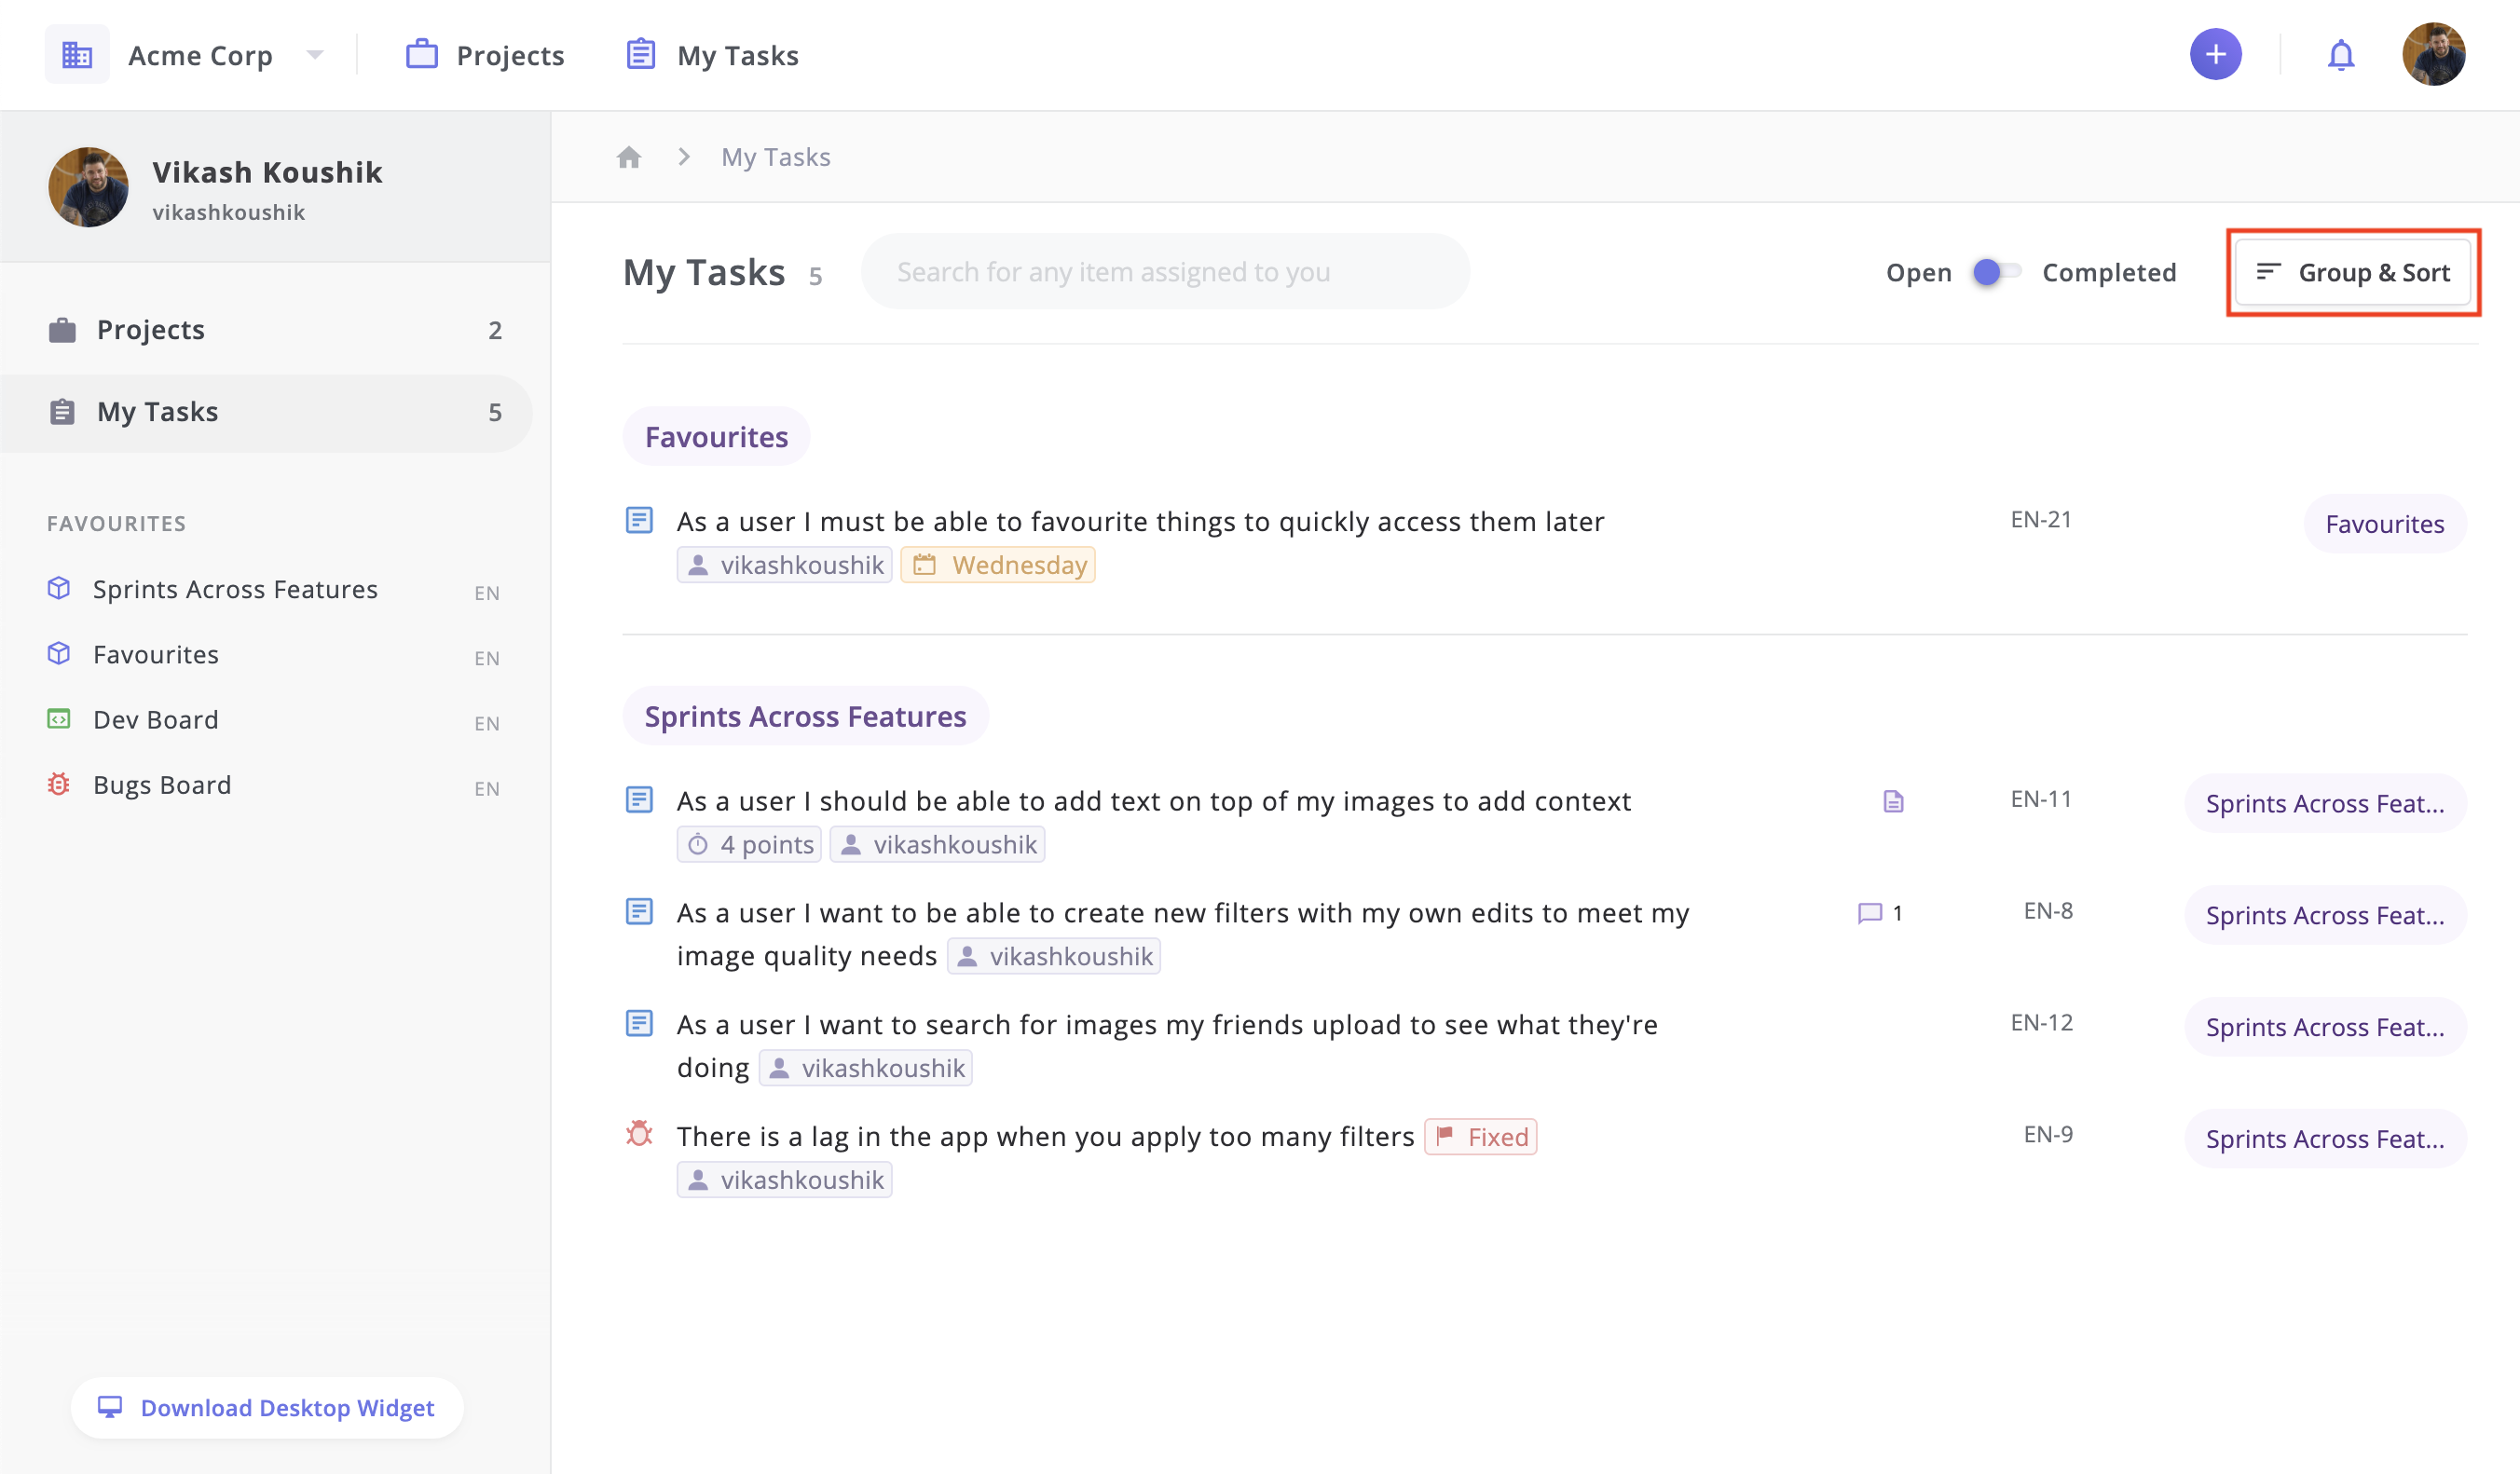 Acme Corp
Projects
My Tasks
Vikash Koushik
vikashkoushik
Projects 2
My Tasks 5
FAVOURITES
Sprints Across Features EN
Favourites EN
Dev Board EN
Bugs Board EN
Download Desktop Widget
My Tasks
My Tasks 5
Search for any item assigned to you
Open
Completed
Group & Sort
Favourites
As a user I must be able to favourite things to quickly access them later
EN-21
Favourites
vikashkoushik
Wednesday
Sprints Across Features
As a user I should be able to add text on top of my images to add context
EN-11
Sprints Across Feat...
4 points
vikashkoushik
As a user I want to be able to create new filters with my own edits to meet my
1
EN-8
Sprints Across Feat...
image quality needs vikashkoushik
As a user I want to search for images my friends upload to see what they're
EN-12
Sprints Across Feat...
doing vikashkoushik
There is a lag in the app when you apply too many filters Fixed
EN-9
Sprints Across Feat...
vikashkoushik